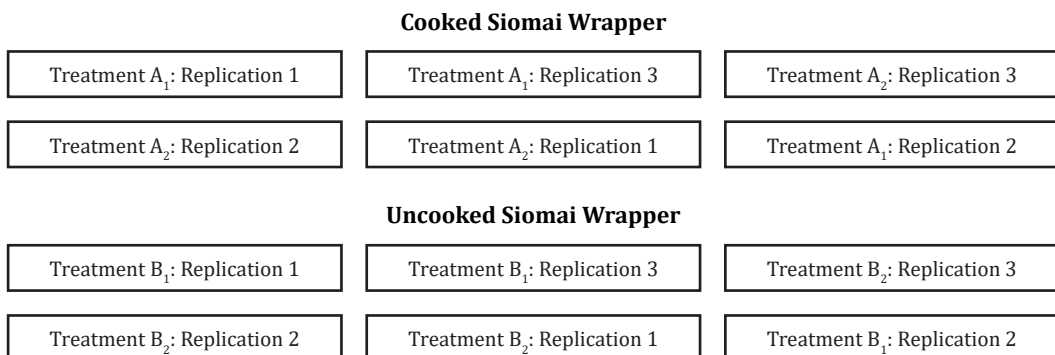 Cooked Siomai Wrapper
Treatment A₁: Replication 1
Treatment A₁: Replication 3
Treatment A₂: Replication 3
Treatment A₂: Replication 2
Treatment A₂: Replication 1
Treatment A₁: Replication 2
Uncooked Siomai Wrapper
Treatment B₁: Replication 1
Treatment B₁: Replication 3
Treatment B₂: Replication 3
Treatment B₂: Replication 2
Treatment B₂: Replication 1
Treatment B₁: Replication 2